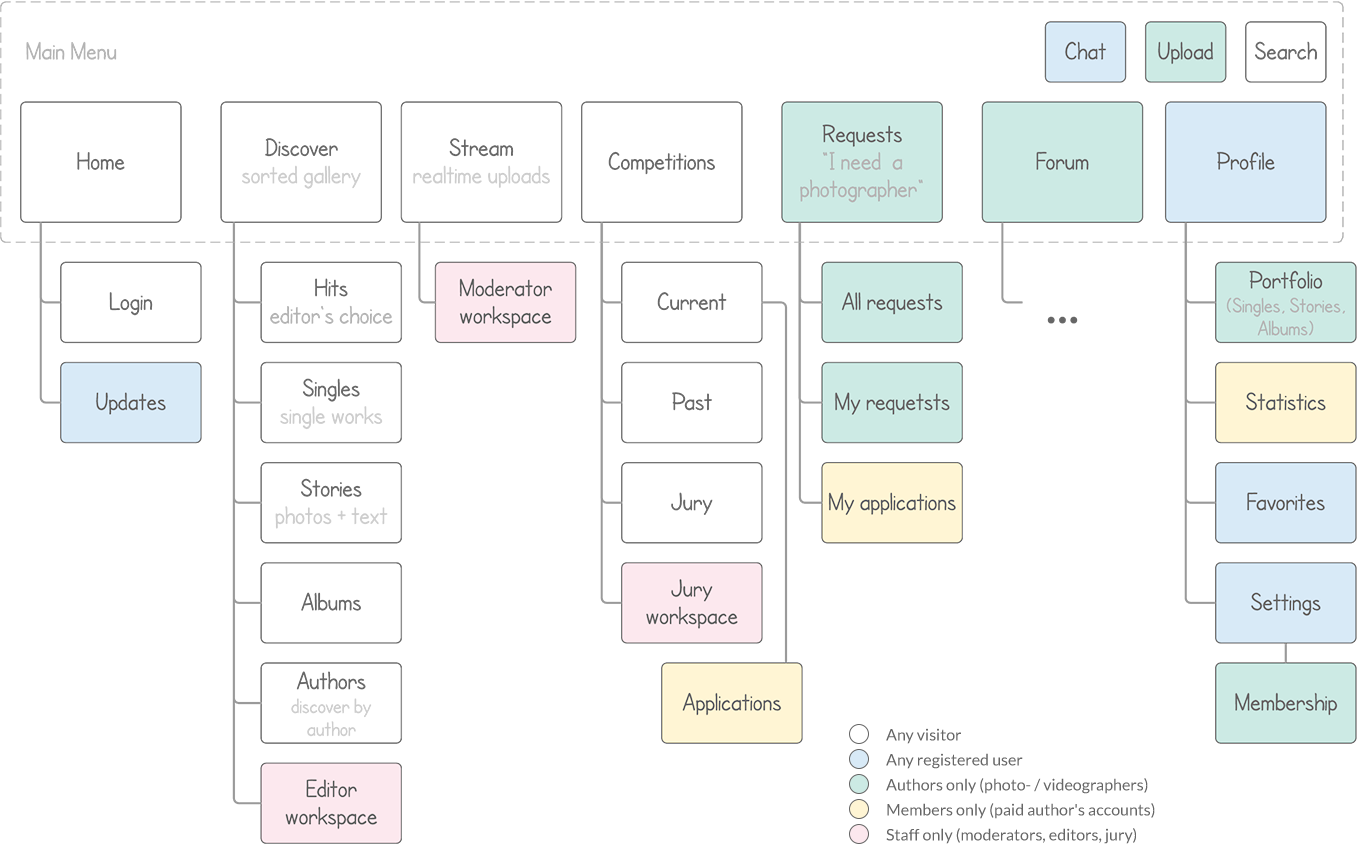 Main Menu
Chat
Upload
Search
Home
Discover
sorted gallery
Stream
realtime uploads
Competitions
Requests
"I need a
photographer"
Forum
Profile
Login
Updates
Hits
editor's choice
Singles
single works
Stories
photos + text
Albums
Authors
discover by
author
Editor
workspace
Moderator
workspace
Current
Past
Jury
Jury
workspace
Applications
All requests
My requetsts
My applications
•••
Portfolio
(Singles, Stories,
Albums)
Statistics
Favorites
Settings
Membership
Any visitor
Any registered user
Authors only (photo- / videographers)
Members only (paid author's accounts)
Staff only (moderators, editors, jury)